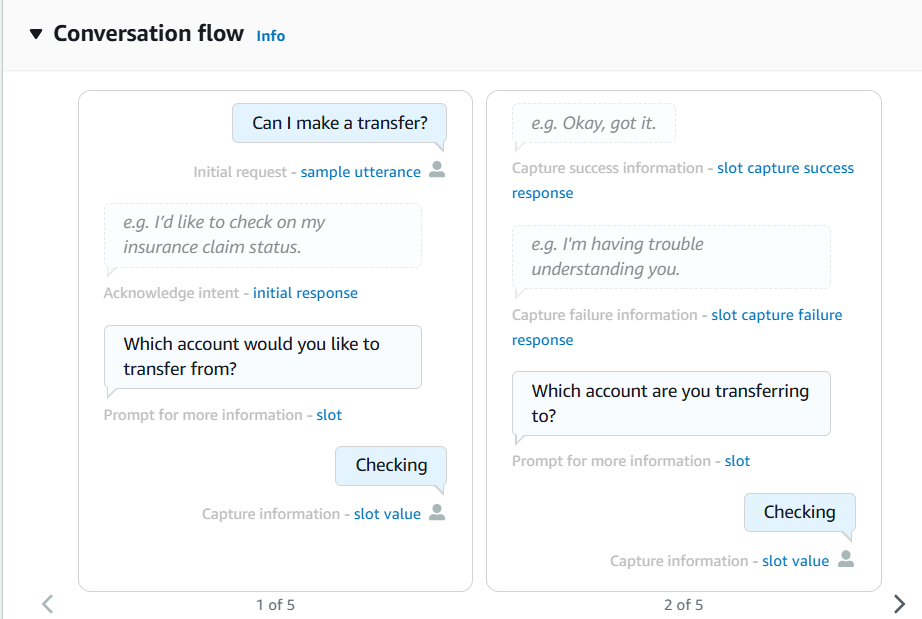 Conversation flow Info
Can I make a transfer?
Initial request - sample utterance
e.g. I'd like to check on my
insurance claim status.
Acknowledge intent - initial response
Which account would you like to
transfer from?
Prompt for more information - slot
Checking
Capture information - slot value
1 of 5
e.g. Okay, got it.
Capture success information - slot capture success
response
e.g. I'm having trouble
understanding you.
Capture failure information - slot capture failure
response
Which account are you transferring
to?
Prompt for more information - slot
Checking
Capture information - slot value
2 of 5